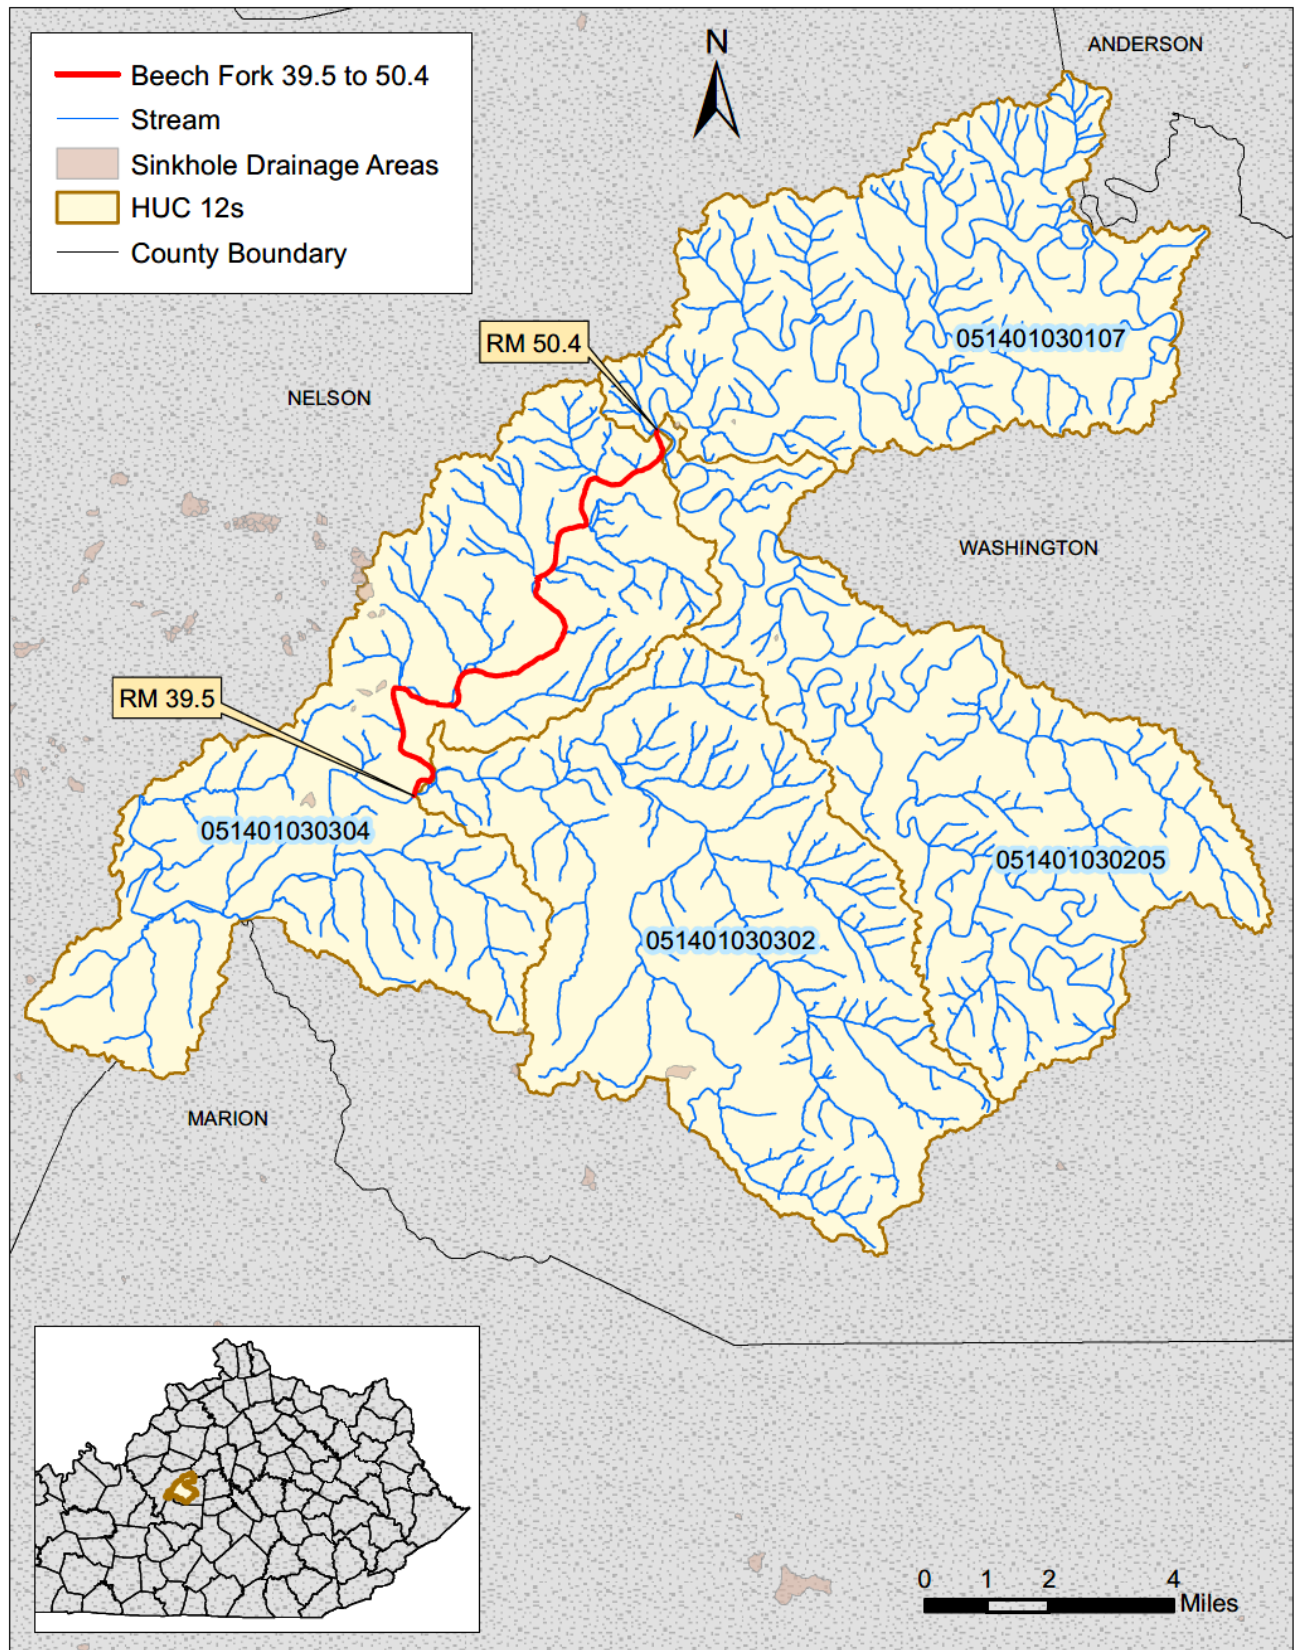 Beech Fork 39.5 to 50.4
Stream
Sinkhole Drainage Areas
HUC 12s
County Boundary
N
ANDERSON
051401030107
RM 50.4
NELSON
WASHINGTON
RM 39.5
051401030304
051401030205
051401030302
MARION
0 1 2 4
Miles